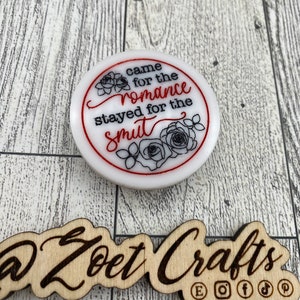 came
for the
romance
stayed for the
smut
@Zoet Crafts